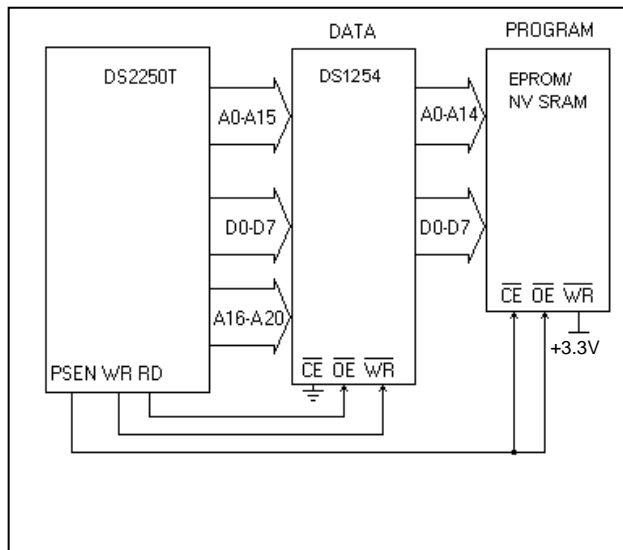 DATA
PROGRAM
DS2250T
DS1254
EPROM/
NV SRAM
A0-A15
A0-A14
D0-D7
D0-D7
A16-A20
CE OE WR
CE OE WR
+3.3V
PSEN WR RD